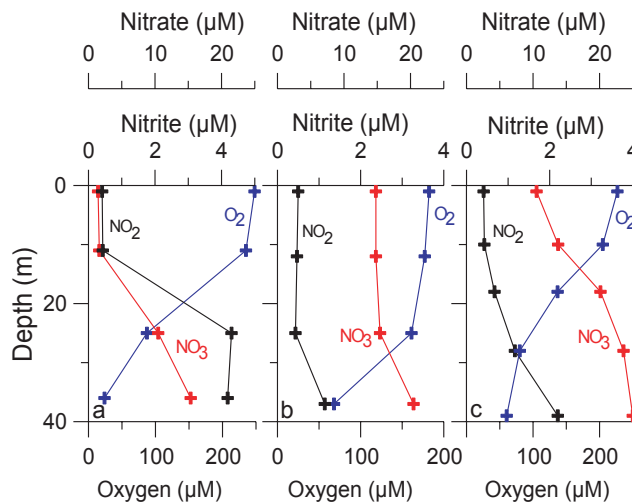 Nitrate (µM) Nitrate (µM) Nitrate (µM)
0 10 20 0 10 20 0 10 20
Nitrite (µM) Nitrite (µM) Nitrite (µM)
0 2 4 0 2 4 0 2 4
Depth (m)
0
20
40
NO2 O2 NO3 a
NO2 O2 NO3 b
NO2 O2 NO3 c
0 100 200 0 50 100 150 200 0 100 200
Oxygen (µM) Oxygen (µM) Oxygen (µM)